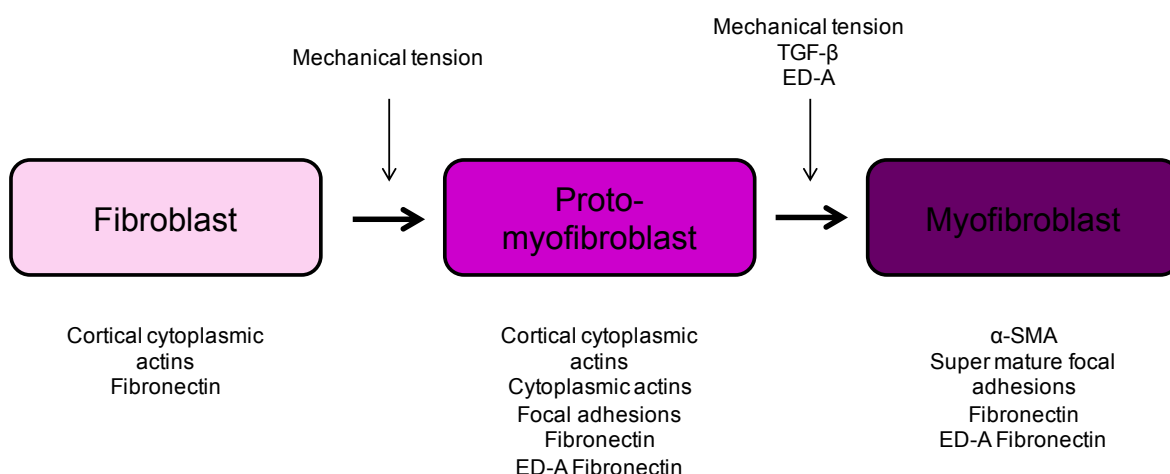 Mechanical tension
Mechanical tension
TGF-β
ED-A
Fibroblast
Proto-
myofibroblast
Myofibroblast
Cortical cytoplasmic
actins
Fibronectin
Cortical cytoplasmic
actins
Cytoplasmic actins
Focal adhesions
Fibronectin
ED-A Fibronectin
α-SMA
Super mature focal
adhesions
Fibronectin
ED-A Fibronectin